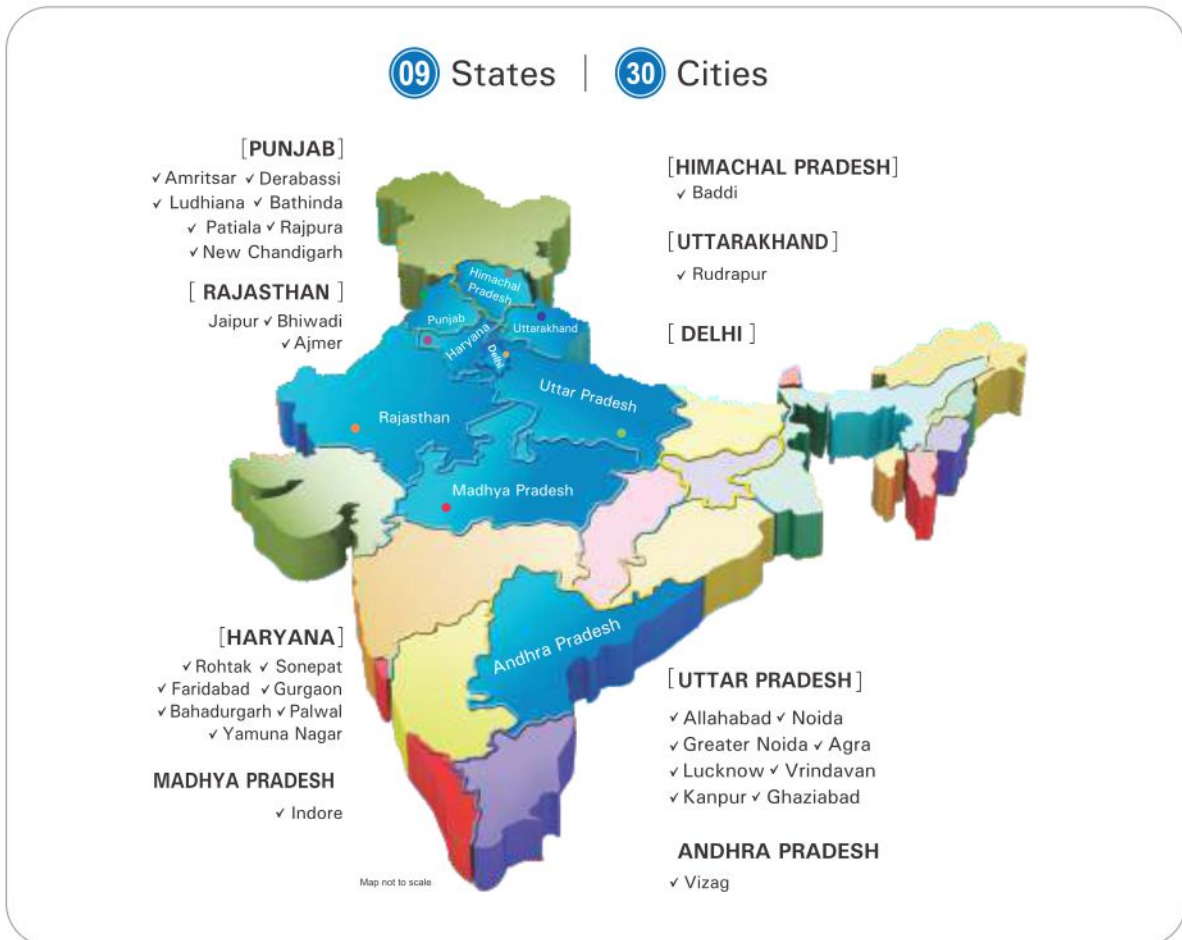 09 States | 30 Cities
[PUNJAB]
✓ Amritsar ✓ Derabassi
✓ Ludhiana ✓ Bathinda
✓ Patiala ✓ Rajpura
✓ New Chandigarh
[ RAJASTHAN ]
Jaipur ✓ Bhiwadi
✓ Ajmer
[HIMACHAL PRADESH]
✓ Baddi
[UTTARAKHAND]
✓ Rudrapur
[ DELHI ]
Himachal
Pradesh
Punjab
Haryana
Uttarakhand
Delhi
Uttar Pradesh
Rajasthan
Madhya Pradesh
Andhra Pradesh
[HARYANA]
✓ Rohtak ✓ Sonepat
✓ Faridabad ✓ Gurgaon
✓ Bahadurgarh ✓ Palwal
✓ Yamuna Nagar
MADHYA PRADESH
✓ Indore
[UTTAR PRADESH]
✓ Allahabad ✓ Noida
✓ Greater Noida ✓ Agra
✓ Lucknow ✓ Vrindavan
✓ Kanpur ✓ Ghaziabad
ANDHRA PRADESH
✓ Vizag
Map not to scale